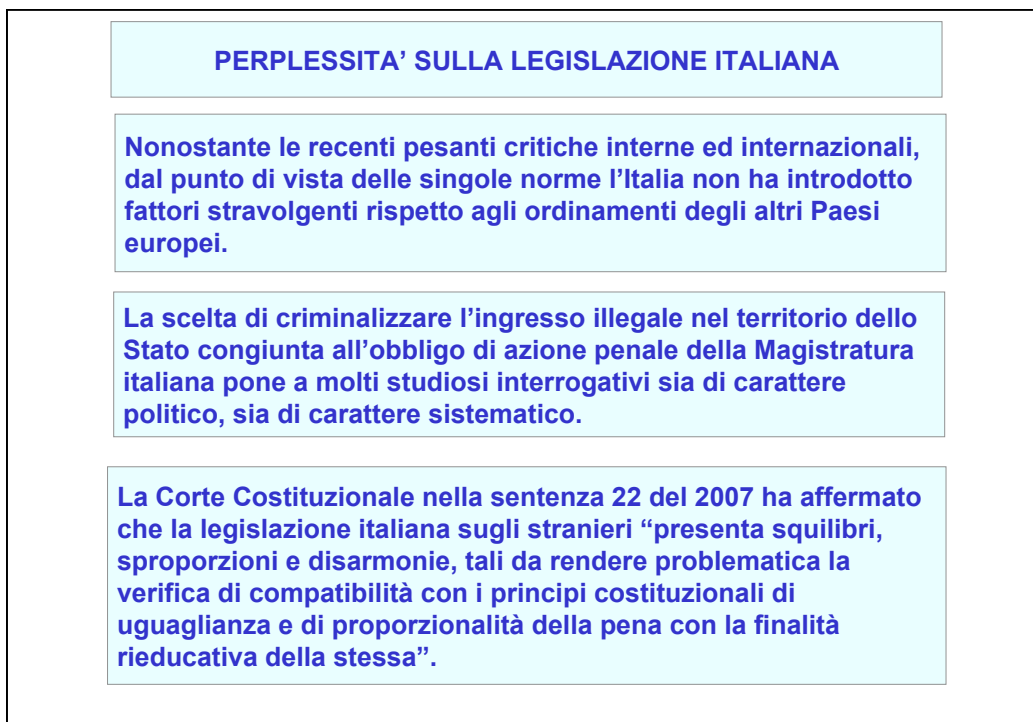 PERPLESSITA’ SULLA LEGISLAZIONE ITALIANA
Nonostante le recenti pesanti critiche interne ed internazionali,
dal punto di vista delle singole norme l’Italia non ha introdotto
fattori stravolgenti rispetto agli ordinamenti degli altri Paesi
europei.
La scelta di criminalizzare l’ingresso illegale nel territorio dello
Stato congiunta all’obbligo di azione penale della Magistratura
italiana pone a molti studiosi interrogativi sia di carattere
politico, sia di carattere sistematico.
La Corte Costituzionale nella sentenza 22 del 2007 ha affermato
che la legislazione italiana sugli stranieri “presenta squilibri,
sproporzioni e disarmonie, tali da rendere problematica la
verifica di compatibilità con i principi costituzionali di
uguaglianza e di proporzionalità della pena con la finalità
rieducativa della stessa”.